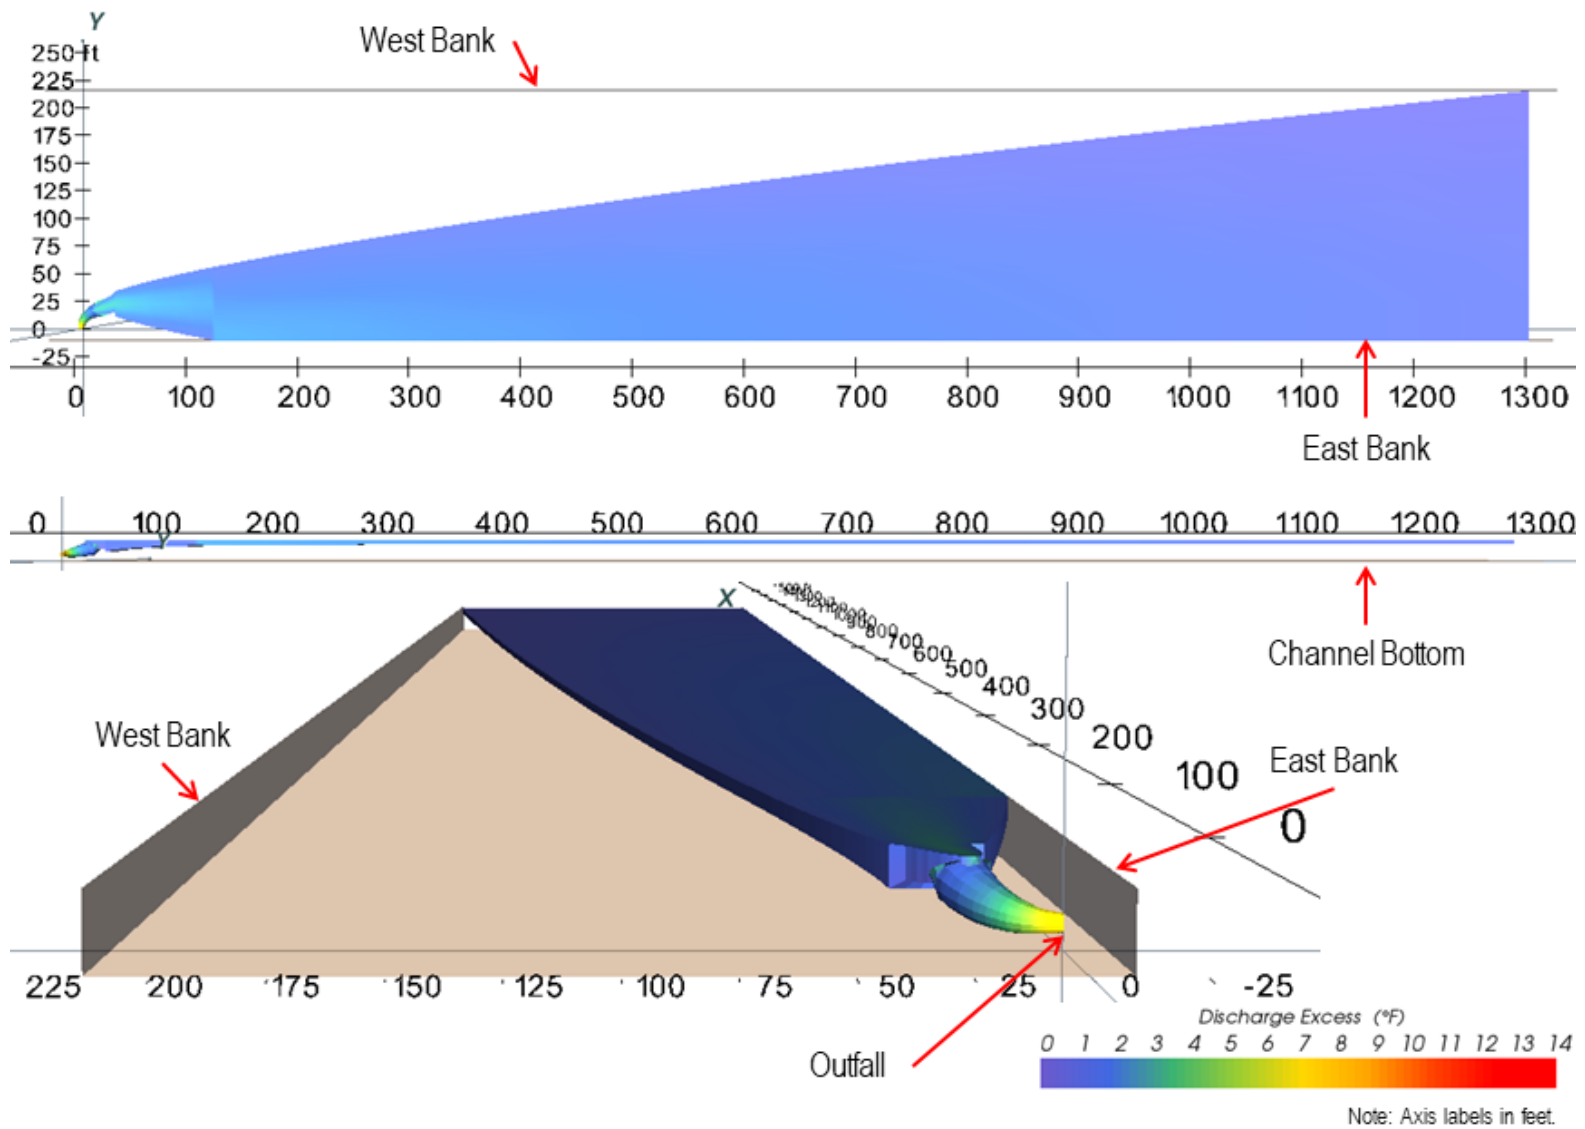 Y
West Bank
250 ft
225
200
175
150
125
100
75
50
25
0
-25
0 100 200 300 400 500 600 700 800 900 1000 1100 1200 1300
East Bank
0 100 200 300 400 500 600 700 800 900 1000 1100 1200 1300
Y
Channel Bottom
X
800
700
600
500
400
300
200
100
0
West Bank
East Bank
225 200 175 150 125 100 75 50 25 0 -25
Outfall
Discharge Excess (°F)
0 1 2 3 4 5 6 7 8 9 10 11 12 13 14
Note: Axis labels in feet.